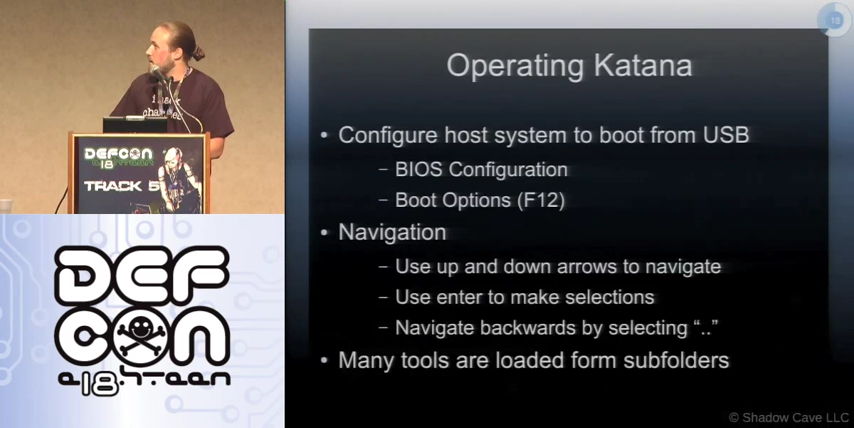 Operating Katana
• Configure host system to boot from USB
– BIOS Configuration
– Boot Options (F12)
• Navigation
– Use up and down arrows to navigate
– Use enter to make selections
– Navigate backwards by selecting “..”
• Many tools are loaded form subfolders
© Shadow Cave LLC
18
DEFCON
18
TRACK 5
DEF
CON
e18hteen